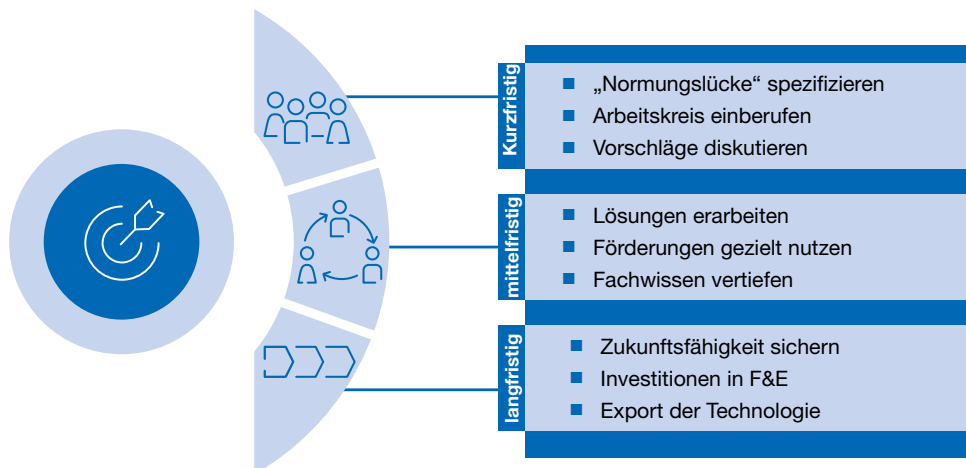 Kurzfristig
■ „Normungslücke“ spezifizieren
■ Arbeitskreis einberufen
■ Vorschläge diskutieren
mittelfristig
■ Lösungen erarbeiten
■ Förderungen gezielt nutzen
■ Fachwissen vertiefen
langfristig
■ Zukunftsfähigkeit sichern
■ Investitionen in F&E
■ Export der Technologie